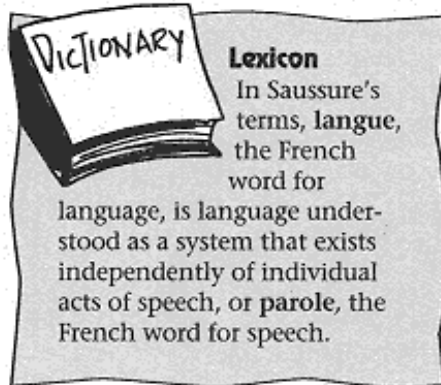 DICTIONARY
Lexicon
In Saussure's
terms, langue,
the French
word for
language, is language under-
stood as a system that exists
independently of individual
acts of speech, or parole, the
French word for speech.